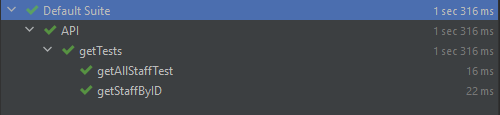 Default Suite 1 sec 316 ms
API 1 sec 316 ms
getTests 1 sec 316 ms
getAllStaffTest 16 ms
getStaffByID 22 ms